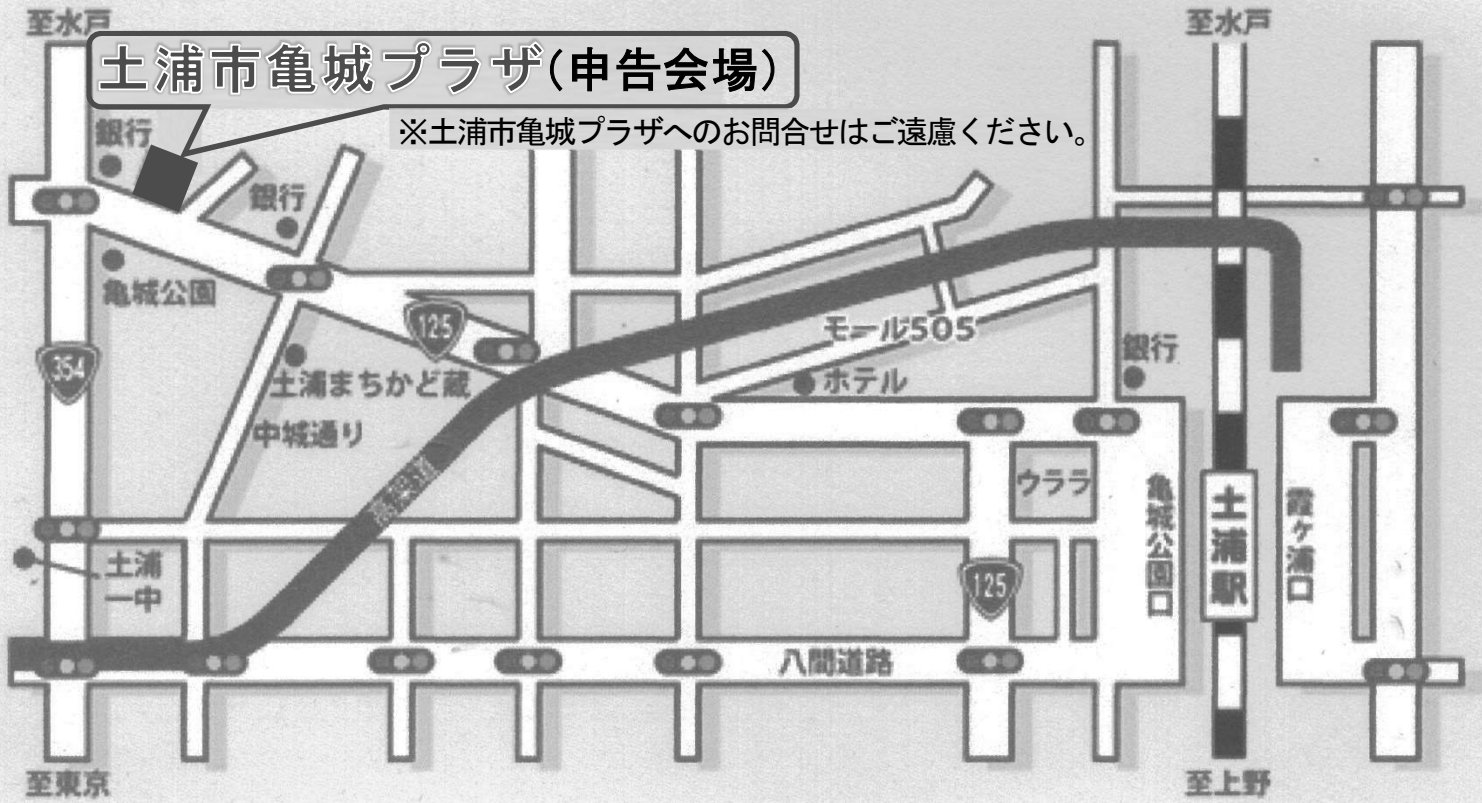 至水戸
至水戸
土浦市亀城プラザ(申告会場)
※土浦市亀城プラザへのお問合せはご遠慮ください。
銀行
銀行
亀城公園
125
モール505
354
土浦まちかど蔵
ホテル
銀行
中城通り
高架道
ウララ
亀城公園口
土浦駅
霞ヶ浦口
土浦
一中
125
八間道路
至東京
至上野